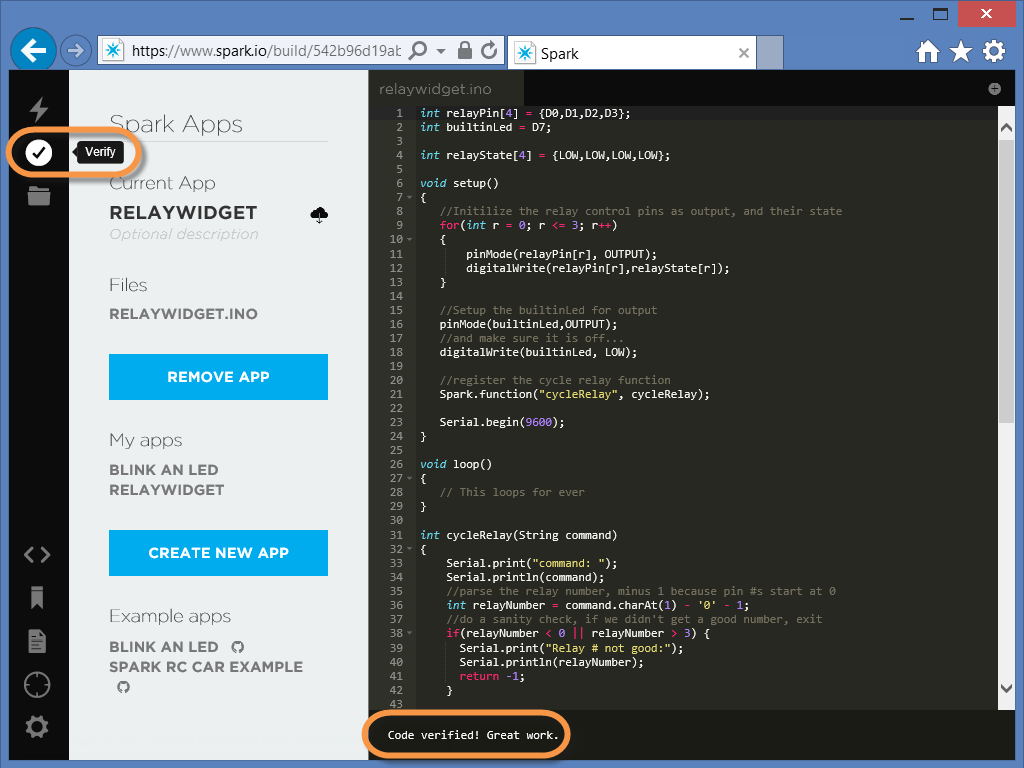 https://www.spark.io/build/542b96d19ab
Spark
Spark Apps
Verify
Current App
RELAYWIDGET
Optional description
Files
RELAYWIDGET.INO
REMOVE APP
My apps
BLINK AN LED
RELAYWIDGET
CREATE NEW APP
Example apps
BLINK AN LED
SPARK RC CAR EXAMPLE
relaywidget.ino
1 int relayPin[4] = {D0,D1,D2,D3};
2 int builtinLed = D7;
3
4 int relayState[4] = {LOW,LOW,LOW,LOW};
5
6 void setup()
7 {
8 //Initilize the relay control pins as output, and their state
9 for(int r = 0; r <= 3; r++)
10 {
11 pinMode(relayPin[r], OUTPUT);
12 digitalWrite(relayPin[r],relayState[r]);
13 }
14
15 //Setup the builtinLed for output
16 pinMode(builtinLed,OUTPUT);
17 //and make sure it is off...
18 digitalWrite(builtinLed, LOW);
19
20 //register the cycle relay function
21 Spark.function("cycleRelay", cycleRelay);
22
23 Serial.begin(9600);
24 }
25
26 void loop()
27 {
28 // This loops for ever
29 }
30
31 int cycleRelay(String command)
32 {
33 Serial.print("command: ");
34 Serial.println(command);
35 //parse the relay number, minus 1 because pin #s start at 0
36 int relayNumber = command.charAt(1) - '0' - 1;
37 //do a sanity check, if we didn't get a good number, exit
38 if(relayNumber < 0 || relayNumber > 3) {
39 Serial.print("Relay # not good:");
40 Serial.println(relayNumber);
41 return -1;
42 }
43
Code verified! Great work.